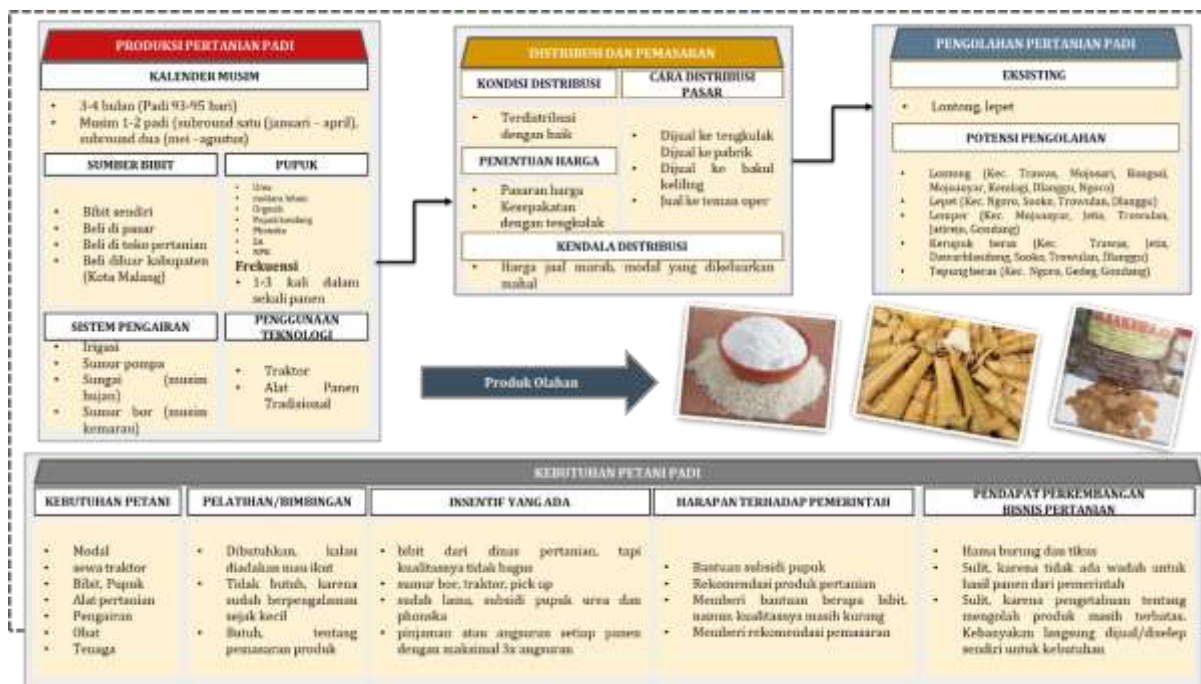 PRODUKSI PERTANIAN PADI
KALENDER MUSIM
• 3-4 bulan (Padi 93-95 hari)
• Musim 1-2 padi (subround satu (januari – april),
subround dua (mei –agustus)
SUMBER BIBIT
• Bibit sendiri
• Beli di pasar
• Beli di toko pertanian
• Beli diluar kabupaten
(Kota Malang)
PUPUK
• Urea
• Organik
• Pupuk kandang
• Phonska
• ZA
• NPK
Frekuensi
• 1-3 kali dalam
sekali panen
SISTEM PENGAIRAN
• Irigasi
• Sumur pompa
• Sungai (musim
hujan)
• Sumur bor (musim
kemarau)
PENGGUNAAN
TEKNOLOGI
• Traktor
• Alat Panen
Tradisional
DISTRIBUSI DAN PEMASARAN
KONDISI DISTRIBUSI
• Terdistribusi
dengan baik
PENENTUAN HARGA
• Pasaran harga
• Kesepakatan
dengan tengkulak
CARA DISTRIBUSI
PASAR
• Dijual ke tengkulak
Dijual ke pabrik
• Dijual ke bakul
keliling
• Jual ke teman oper
KENDALA DISTRIBUSI
• Harga jual murah, modal yang dikeluarkan
mahal
PENGOLAHAN PERTANIAN PADI
EKSISTING
• Lontong, lepet
POTENSI PENGOLAHAN
• Lontong (Kec. Trawas, Mojosari, Bangsal,
Mojoanyar, Kemlagi, Dlanggu, Ngoro)
• Lepet (Kec. Ngoro, Sooko, Trowulan, Dlanggu)
• Lemper (Kec. Mojoanyar, Jetis, Trowulan,
Jatirejo, Gondang)
• Kerupuk beras (Kec. Trawas, Jetis,
Dawarblandong, Sooko, Trowulan, Dlanggu)
• Tepung beras (Kec. Ngoro, Gedeg, Gondang)
Produk Olahan
KEBUTUHAN PETANI PADI
KEBUTUHAN PETANI
• Modal
• sewa traktor
• Bibit, Pupuk
• Alat pertanian
• Pengairan
• Obat
• Tenaga
PELATIHAN/BIMBINGAN
• Dibutuhkan, kalau
diadakan mau ikut
• Tidak butuh, karena
sudah berpengalaman
sejak kecil
• Butuh, tentang
pemasaran produk
INSENTIF YANG ADA
• bibit dari dinas pertanian, tapi
kualitasnya tidak bagus
• sumur bor, traktor, pick up
• sudah lama, subsidi pupuk urea dan
phonska
• pinjaman atau angsuran setiap panen
dengan maksimal 3x angsuran
HARAPAN TERHADAP PEMERINTAH
• Bantuan subsidi pupuk
• Rekomendasi produk pertanian
• Memberi bantuan berupa bibit,
namun kualitasnya masih kurang
• Memberi rekomendasi pemasaran
PENDAPAT PERKEMBANGAN
BISNIS PERTANIAN
• Hama burung dan tikus
• Sulit, karena tidak ada wadah untuk
hasil panen dari pemerintah
• Sulit, karena pengetahuan tentang
mengolah produk masih terbatas.
Kebanyakan langsung dijual/diselep
sendiri untuk kebutuhan